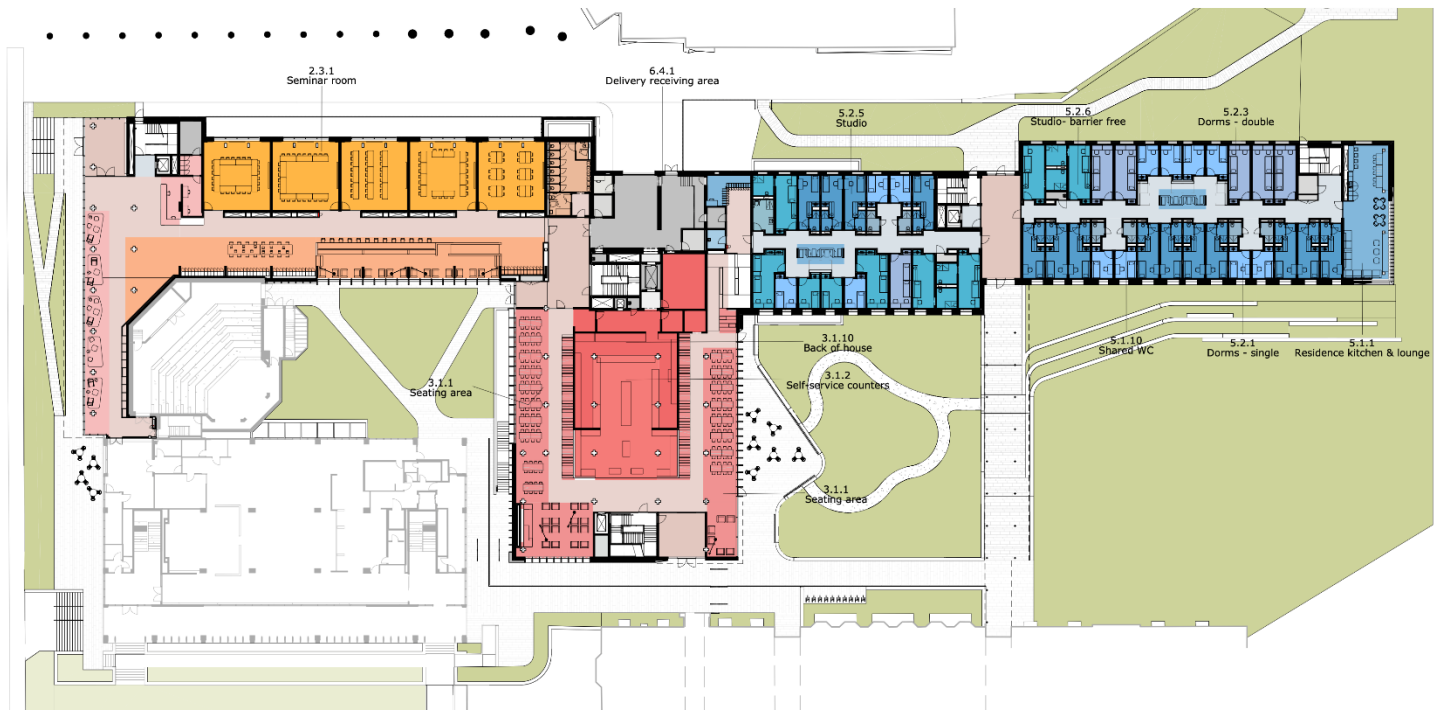 2.3.1
Seminar room
6.4.1
Delivery receiving area
5.2.5
Studio
5.2.6
Studio- barrier free
5.2.3
Dorms - double
3.1.10
Back of house
3.1.2
Self-service counters
3.1.1
Seating area
5.1.10
Shared WC
5.2.1
Dorms - single
5.1.1
Residence kitchen & lounge
3.1.1
Seating area